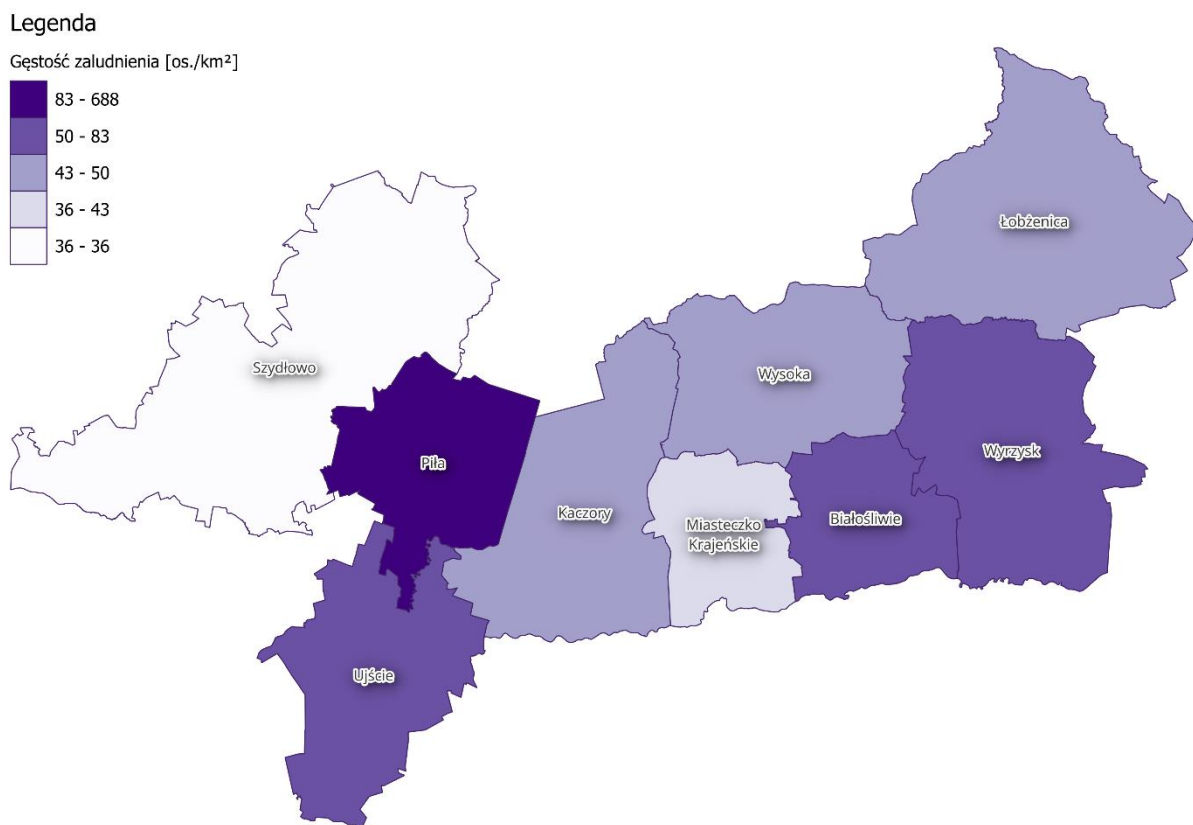 Legenda
Gęstość zaludnienia [os./km²]
83 - 688
50 - 83
43 - 50
36 - 43
36 - 36
Łobżenica
Szydłowo
Wysoka
Piła
Wyrzysk
Kaczory
Miasteczko
Krajeńskie
Białośliwie
Ujście